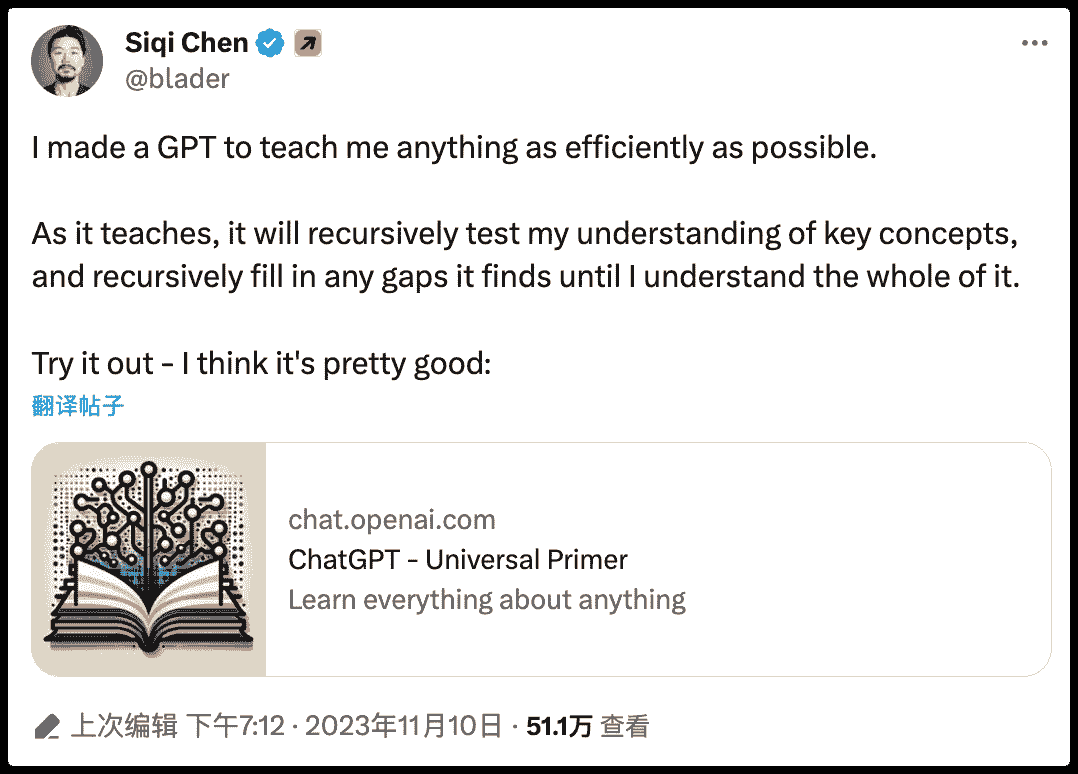 Siqi Chen
@blader
I made a GPT to teach me anything as efficiently as possible.
As it teaches, it will recursively test my understanding of key concepts,
and recursively fill in any gaps it finds until I understand the whole of it.
Try it out - I think it's pretty good:
翻译帖子
chat.openai.com
ChatGPT - Universal Primer
Learn everything about anything
上次编辑 下午7:12 · 2023年11月10日 · 51.1万 查看